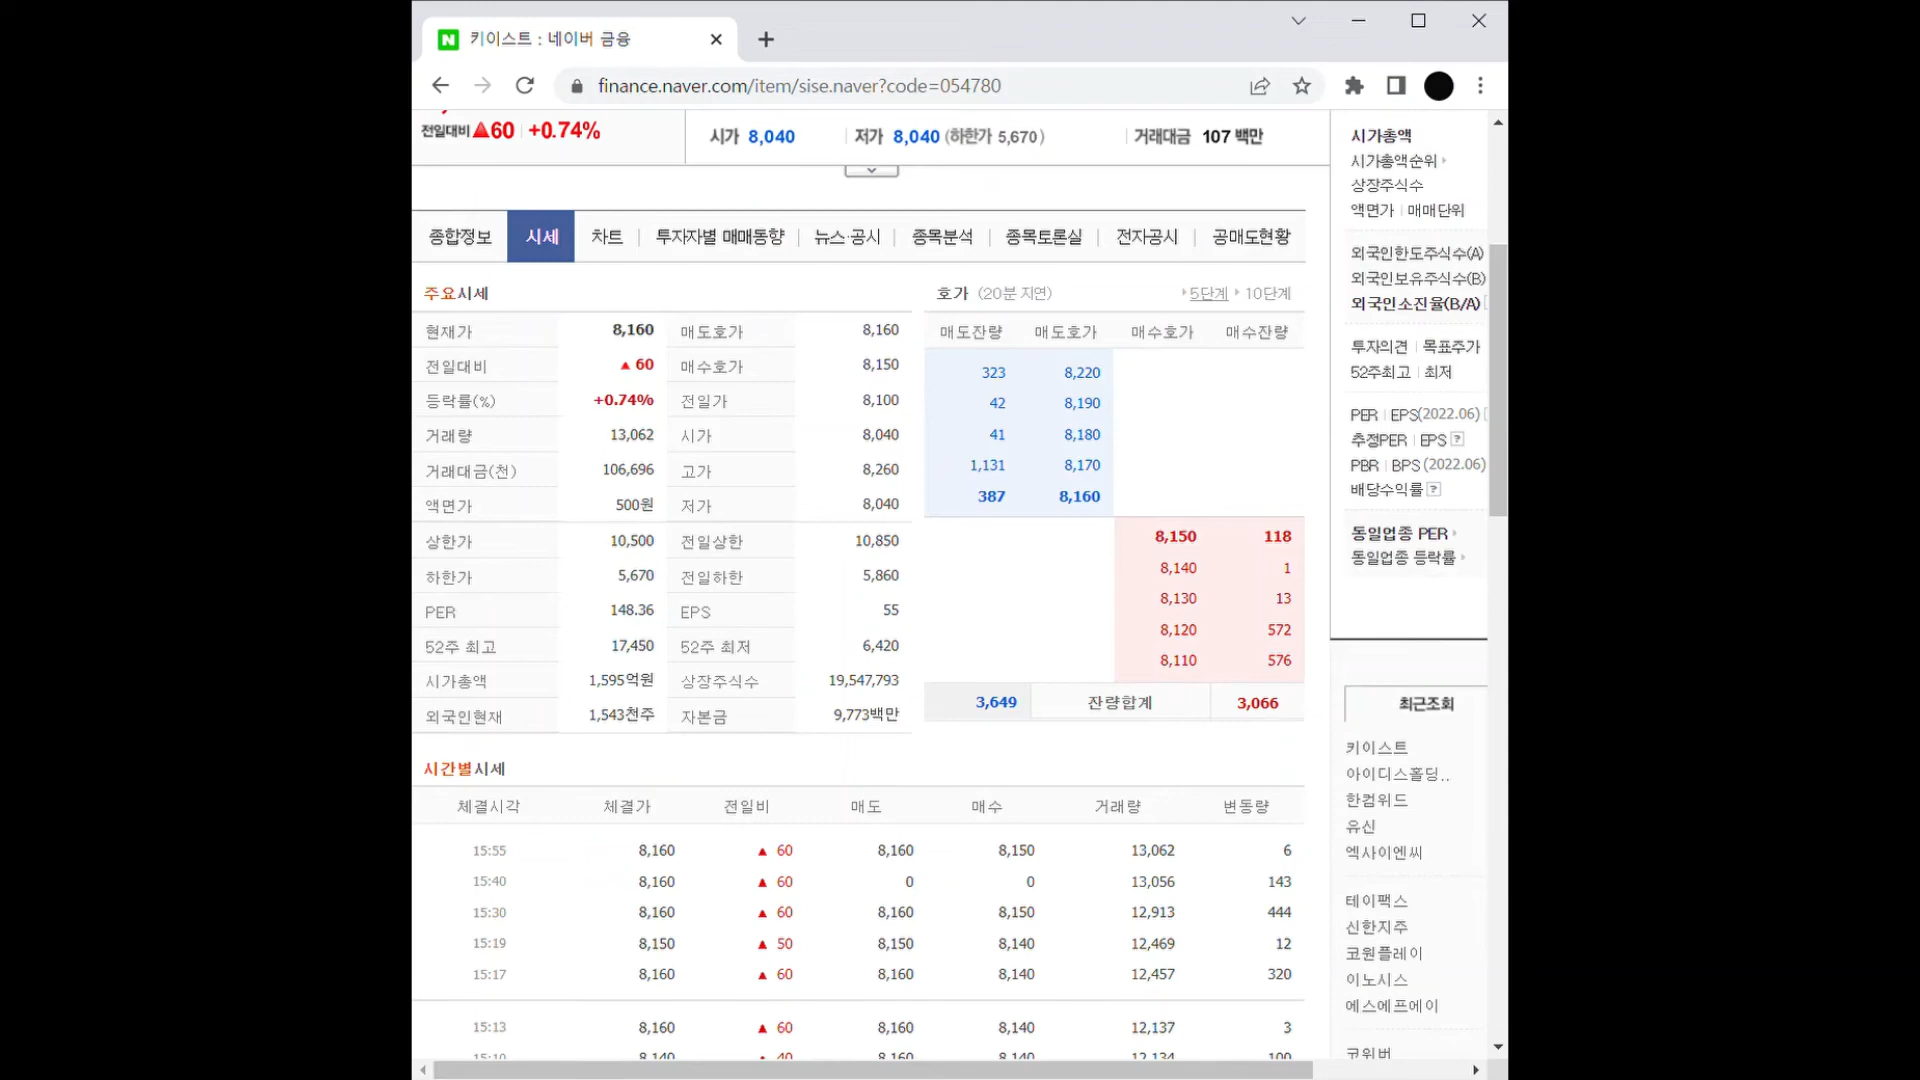 키이스트 : 네이버 금융
finance.naver.com/item/sise.naver?code=054780
전일대비 ▲60 +0.74%
시가 8,040 저가 8,040 (하한가 5,670) 거래대금 107 백만
종합정보 시세 차트 투자자별 매매동향 뉴스·공시 종목분석 종목토론실 전자공시 공매도현황
주요시세
현재가 8,160 매도호가 8,160
전일대비 ▲ 60 매수호가 8,150
등락률(%) +0.74% 전일가 8,100
거래량 13,062 시가 8,040
거래대금(천) 106,696 고가 8,260
액면가 500원 저가 8,040
상한가 10,500 전일상한 10,850
하한가 5,670 전일하한 5,860
PER 148.36 EPS 55
52주 최고 17,450 52주 최저 6,420
시가총액 1,595억원 상장주식수 19,547,793
외국인현재 1,543천주 자본금 9,773백만
호가 (20분 지연) 5단계 10단계
매도잔량 매도호가 매수호가 매수잔량
323 8,220
42 8,190
41 8,180
1,131 8,170
387 8,160
8,150 118
8,140 1
8,130 13
8,120 572
8,110 576
3,649 잔량합계 3,066
시간별시세
체결시각 체결가 전일비 매도 매수 거래량 변동량
15:55 8,160 ▲ 60 8,160 8,150 13,062 6
15:40 8,160 ▲ 60 0 0 13,056 143
15:30 8,160 ▲ 60 8,160 8,150 12,913 444
15:19 8,150 ▲ 50 8,150 8,140 12,469 12
15:17 8,160 ▲ 60 8,160 8,140 12,457 320
15:13 8,160 ▲ 60 8,160 8,140 12,137 3
15:10 8,140 ▲ 40 8,160 8,140 12,134 100
시가총액
시가총액순위
상장주식수
액면가 매매단위
외국인한도주식수(A)
외국인보유주식수(B)
외국인소진율(B/A)
투자의견 목표주가
52주최고 최저
PER EPS(2022.06)
추정PER EPS ?
PBR BPS (2022.06)
배당수익률 ?
동일업종 PER
동일업종 등락률
최근조회
키이스트
아이디스홀딩..
한컴위드
유신
엑사이엔씨
테이팩스
신한지주
코원플레이
이노시스
에스에프에이
코위버